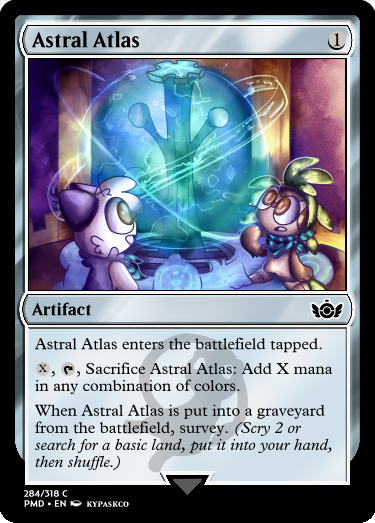 Astral Atlas 1
Artifact
Astral Atlas enters the battlefield tapped.
X, , Sacrifice Astral Atlas: Add X mana
in any combination of colors.
When Astral Atlas is put into a graveyard
from the battlefield, survey. (Scry 2 or
search for a basic land, put it into your hand,
then shuffle.)
284/318 C
PMD • EN KYPASKCO